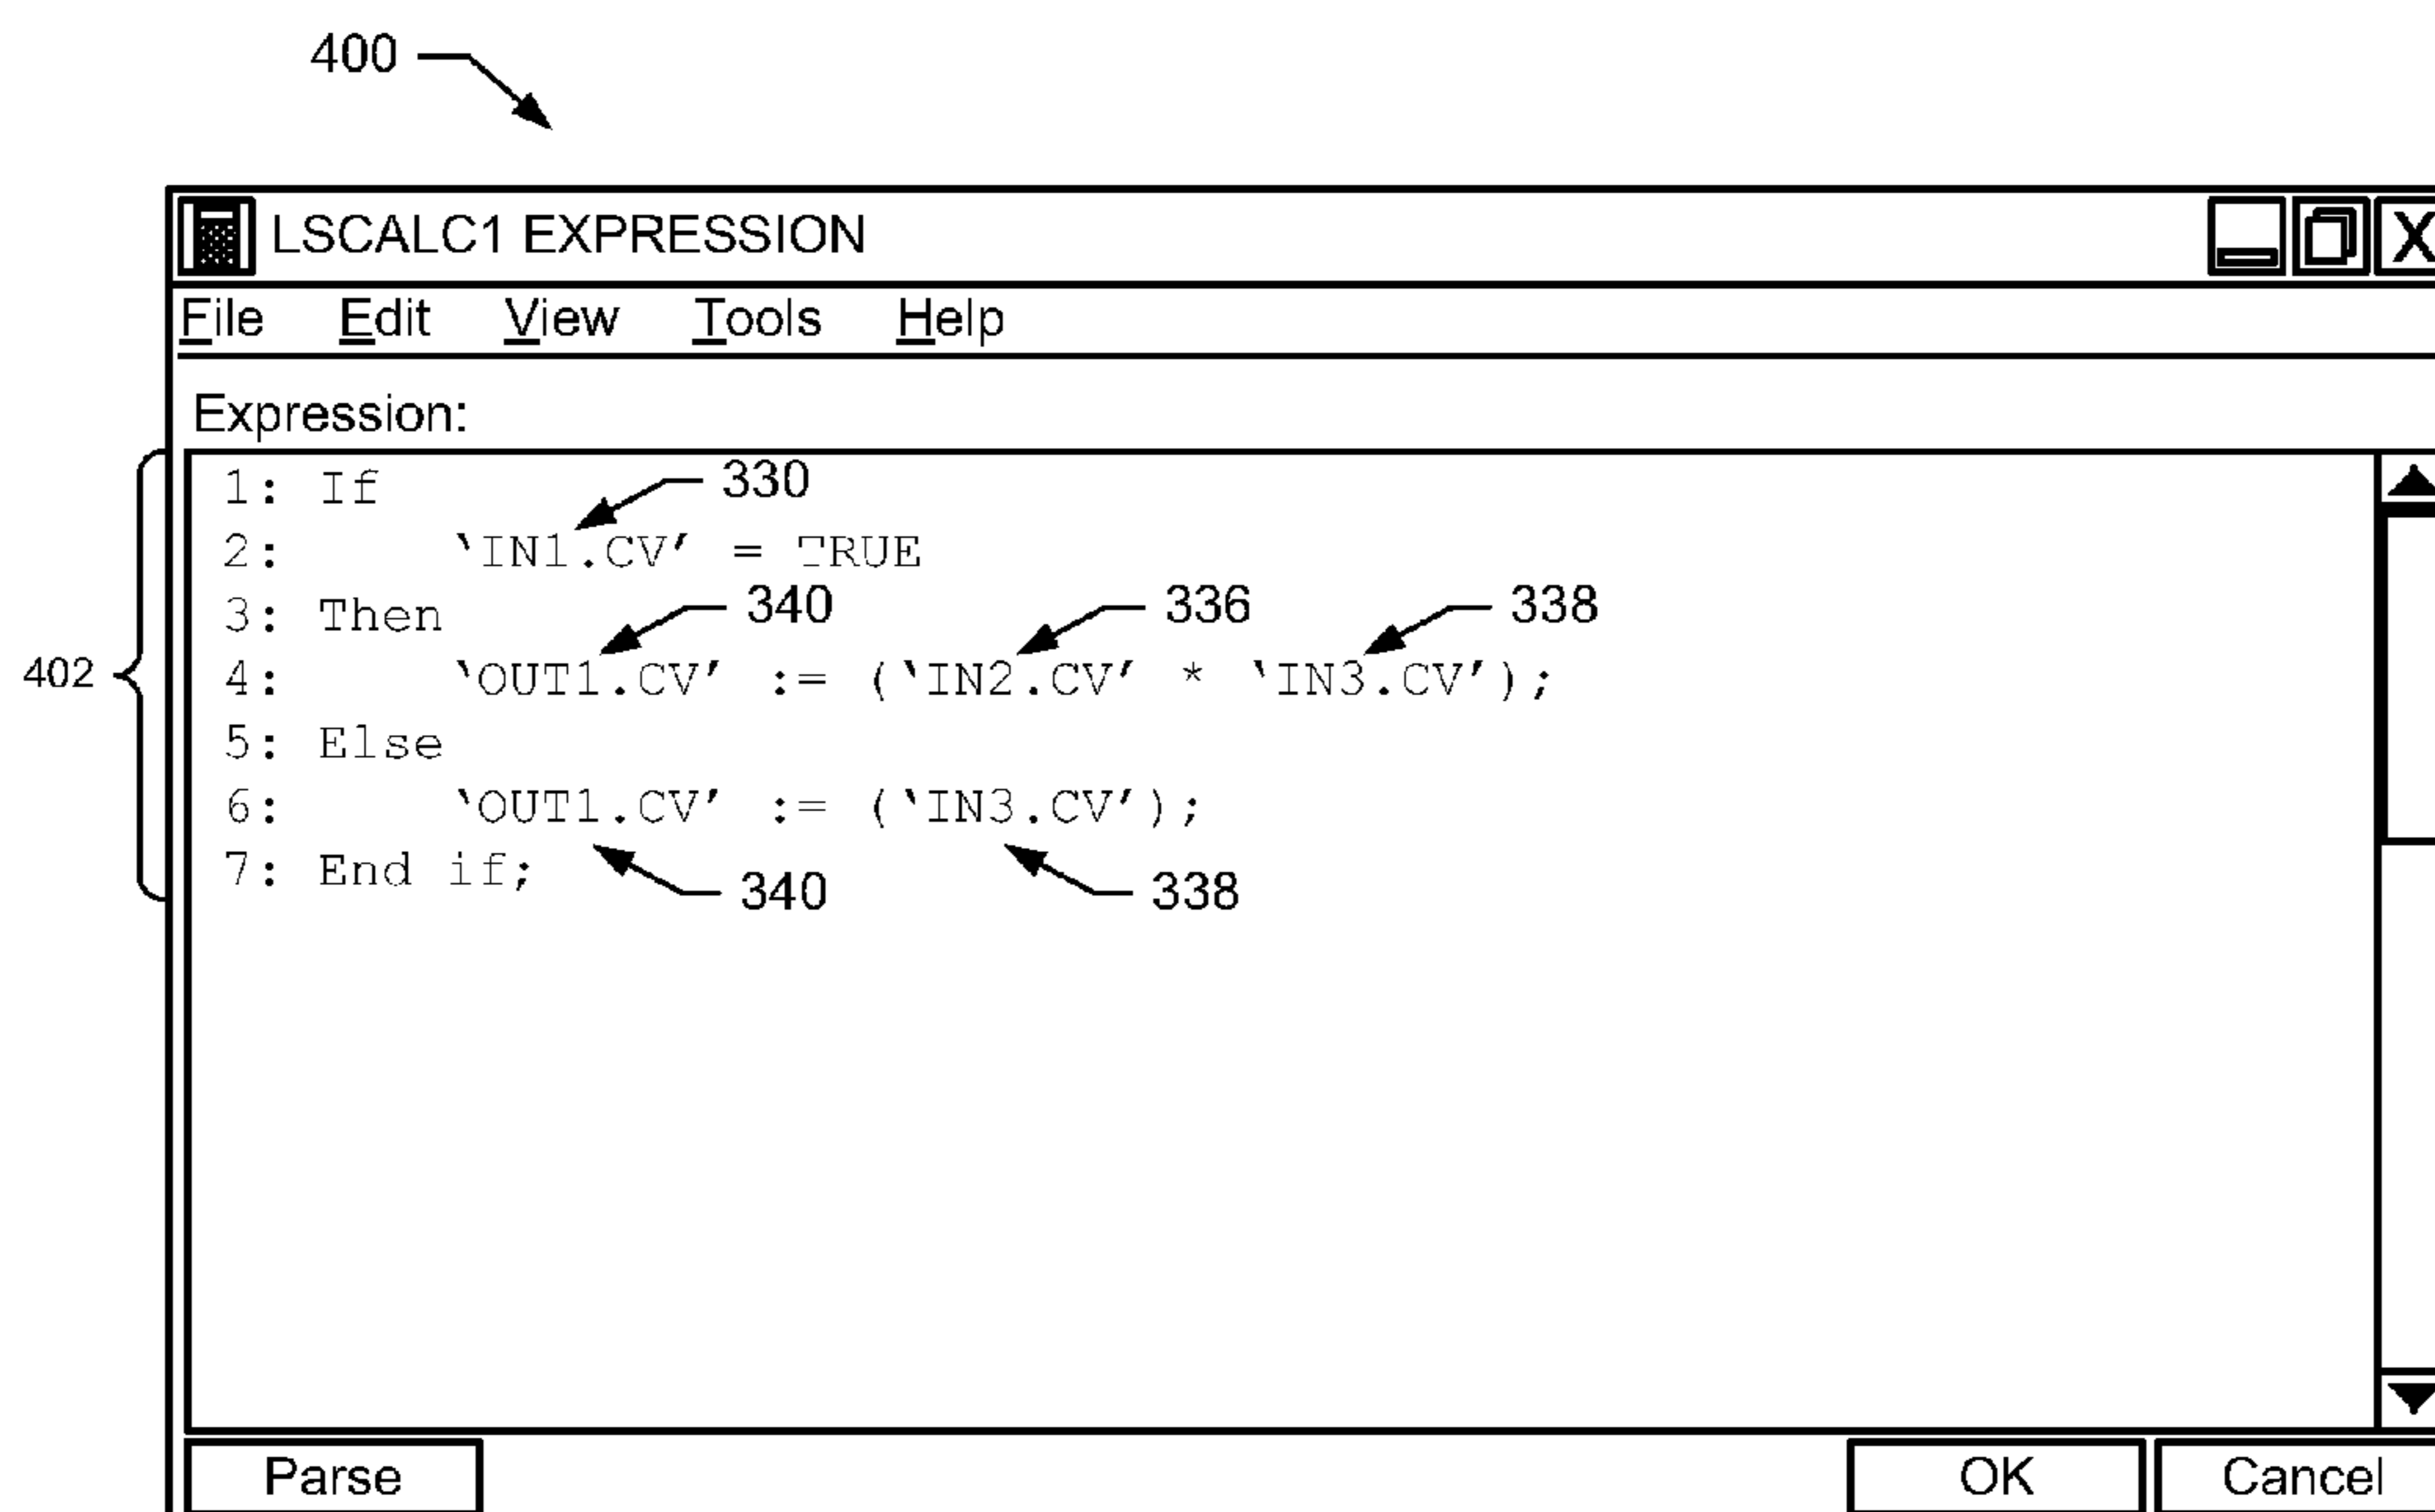 400
LSCALC1 EXPRESSION X
File Edit View Tools Help
Expression:
402
1: If 330
2: ‘IN1.CV’ = TRUE
3: Then 340 336 338
4: ‘OUT1.CV’ := (‘IN2.CV’ * ‘IN3.CV’);
5: Else
6: ‘OUT1.CV’ := (‘IN3.CV’);
7: End if; 340 338
Parse OK Cancel